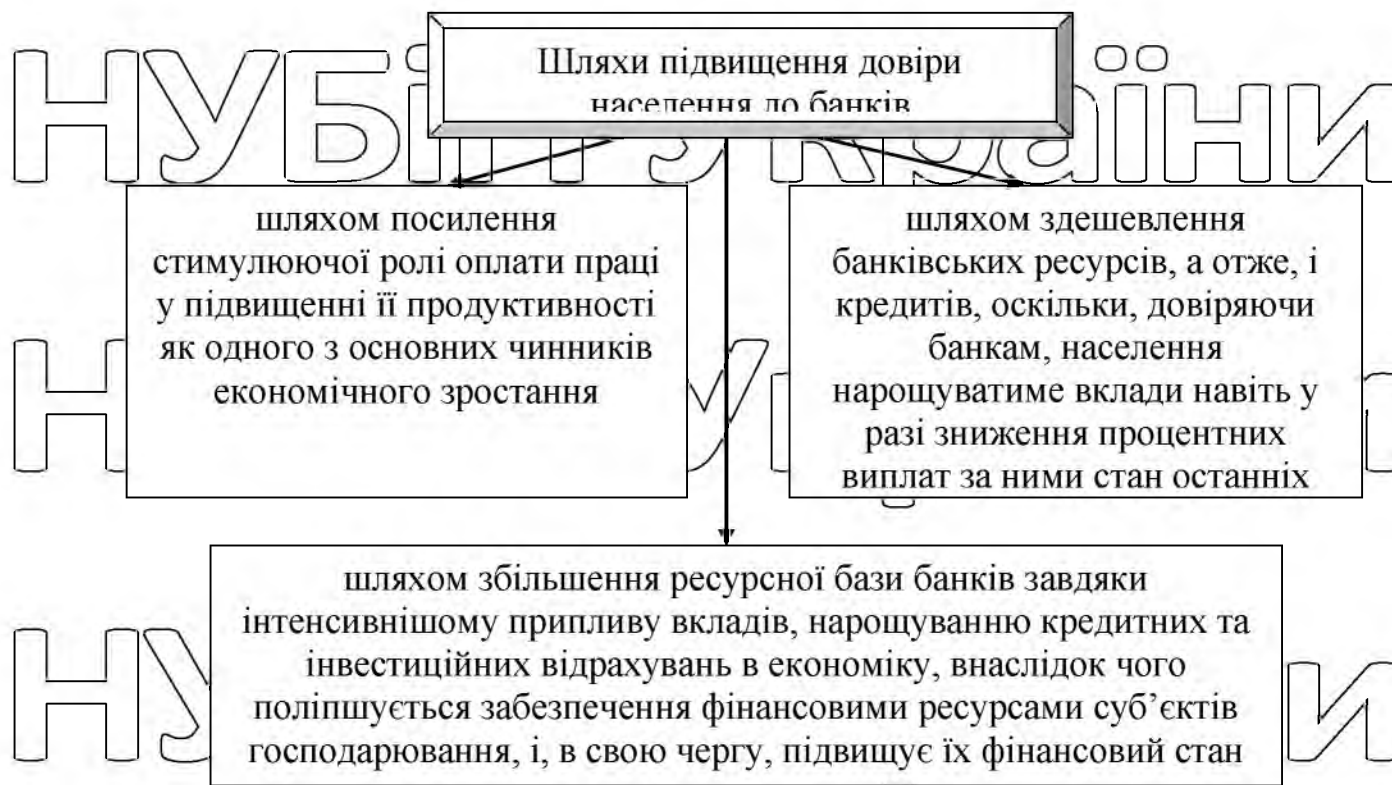 НУБіП України
Шляхи підвищення довіри
населення до банків
шляхом посилення
стимулюючої ролі оплати праці
у підвищенні її продуктивності
як одного з основних чинників
економічного зростання
шляхом здешевлення
банківських ресурсів, а отже, і
кредитів, оскільки, довіряючи
банкам, населення
нарощуватиме вклади навіть у
разі зниження процентних
виплат за ними стан останніх
шляхом збільшення ресурсної бази банків завдяки
інтенсивнішому припливу вкладів, нарощуванню кредитних та
інвестиційних відрахувань в економіку, внаслідок чого
поліпшується забезпечення фінансовими ресурсами суб’єктів
господарювання, і, в свою чергу, підвищує їх фінансовий стан